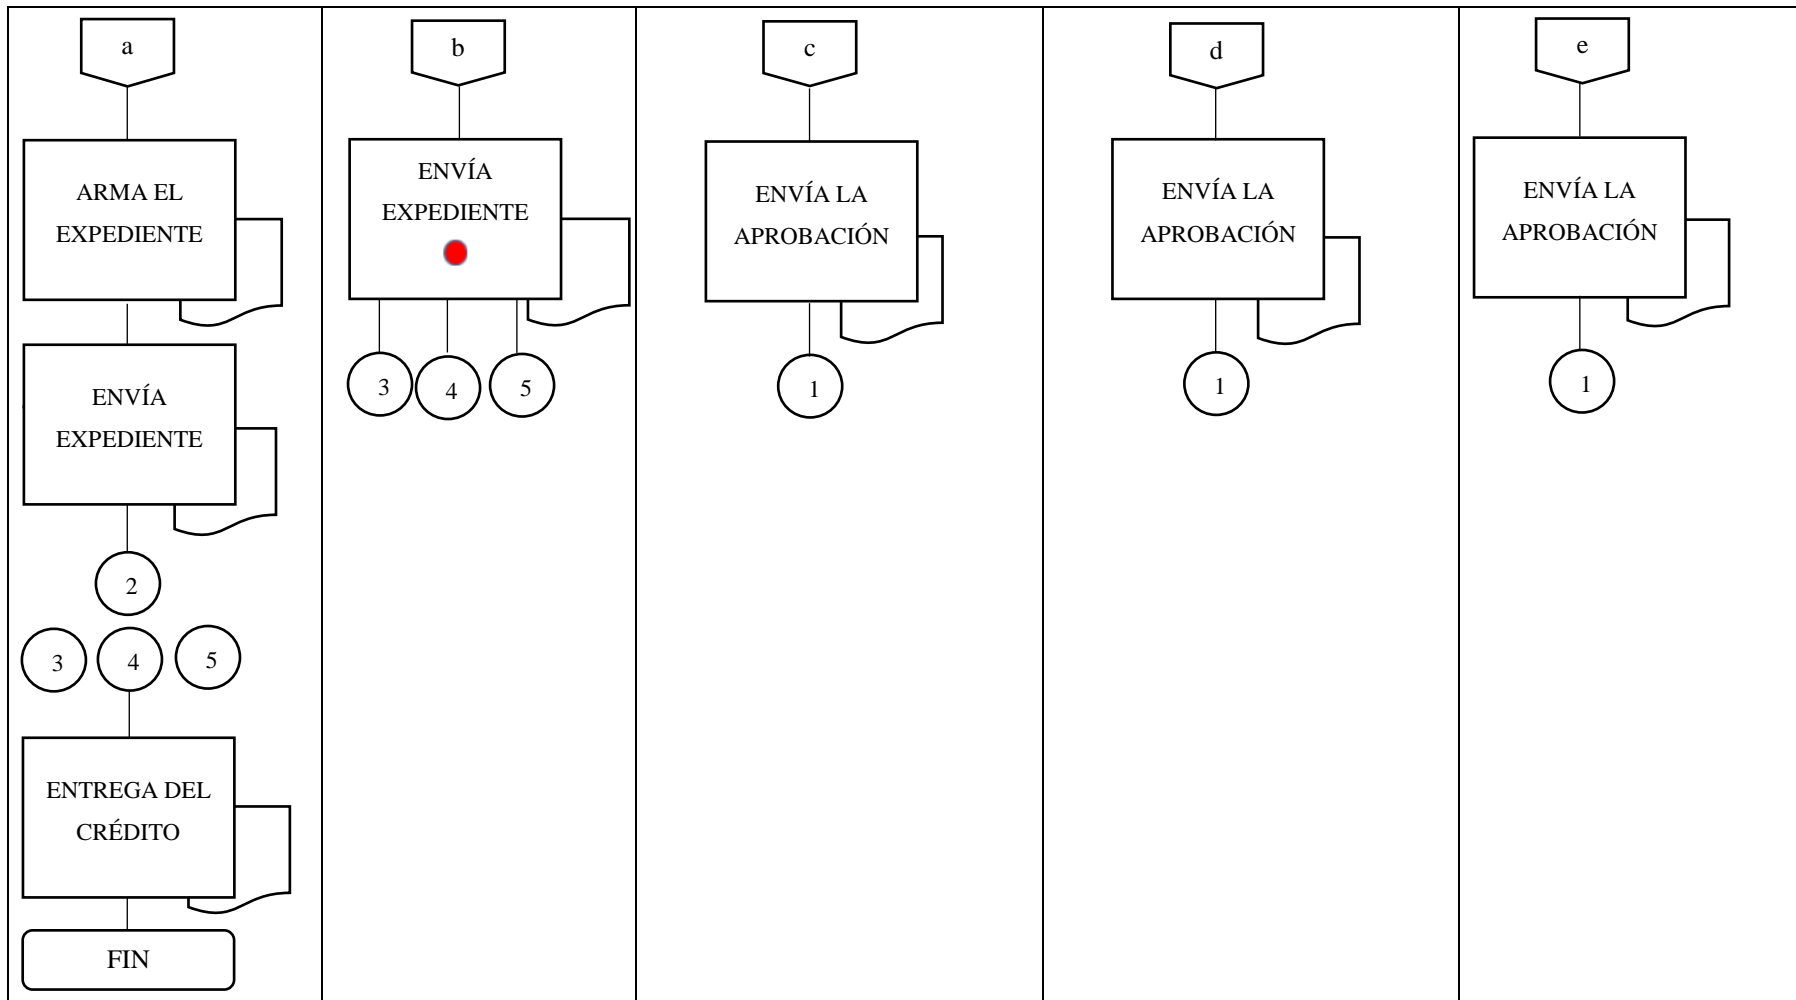 a
ARMA EL
EXPEDIENTE
ENVÍA
EXPEDIENTE
2
3
4
5
ENTREGA DEL
CRÉDITO
FIN
b
ENVÍA
EXPEDIENTE
3
4
5
c
ENVÍA LA
APROBACIÓN
1
d
ENVÍA LA
APROBACIÓN
1
e
ENVÍA LA
APROBACIÓN
1